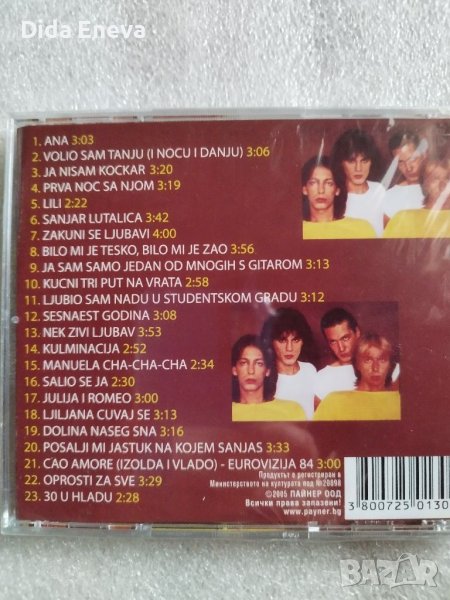 Dida Eneva
1. ANA 3:03
2. VOLIO SAM TANJU (I NOCU I DANJU) 3:06
3. JA NISAM KOCKAR 3:20
4. PRVA NOC SA NJOM 3:19
5. LILI 2:22
6. SANJAR LUTALICA 3:42
7. ZAKUNI SE LJUBAVI 4:00
8. BILO MI JE TESKO, BILO MI JE ZAO 3:56
9. JA SAM SAMO JEDAN OD MNOGIH S GITAROM 3:13
10. KUCNI TRI PUT NA VRATA 2:58
11. LJUBIO SAM NADU U STUDENTSKOM GRADU 3:12
12. SESNAEST GODINA 3:08
13. NEK ZIVI LJUBAV 3:53
14. KULMINACIJA 2:52
15. MANUELA CHA-CHA-CHA 2:34
16. SALIO SE JA 2:30
17. JULIJA I ROMEO 3:00
18. LJILJANA CUVAJ SE 3:13
19. DOLINA NASEG SNA 3:16
20. POSALJI MI JASTUK NA KOJEM SANJAS 3:33
21. CAO AMORE (IZOLDA I VLADO) - EUROVIZIJA 84 3:00
22. OPROSTI ZA SVE 3:29
23. 30 U HLADU 2:28
Продуктът е регистриран в
Министерството на културата под №20898
©2005 ПАЙНЕР ООД
Всички права запазени!
www.payner.bg
3 800725 0130
BAZAR